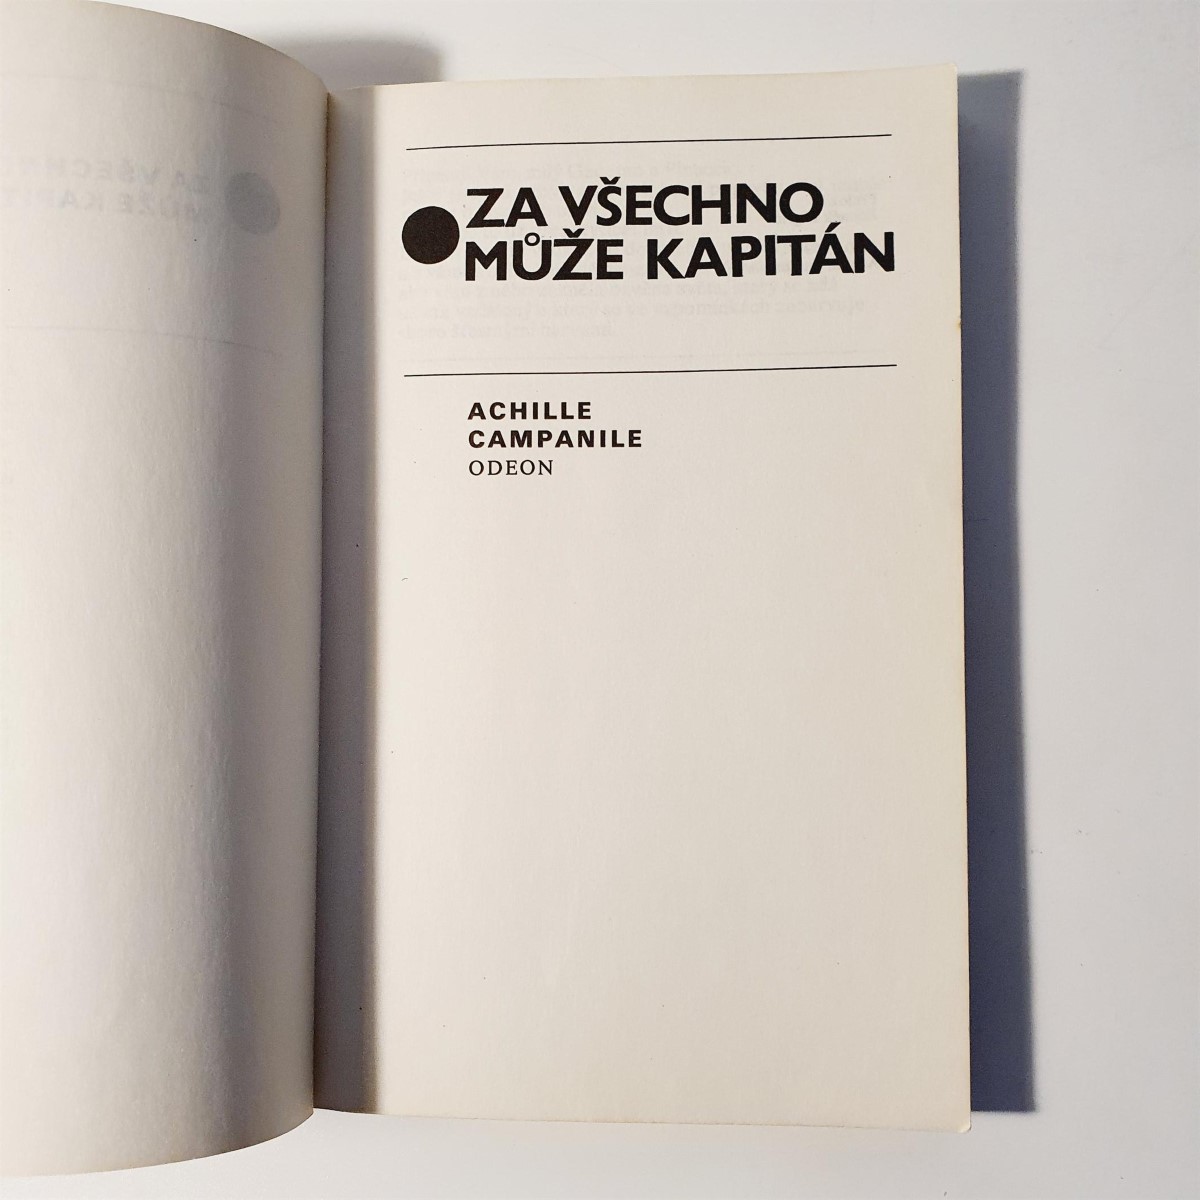 ZA VŠECHNO
MŮŽE KAPITÁN
ACHILLE
CAMPANILE
ODEON